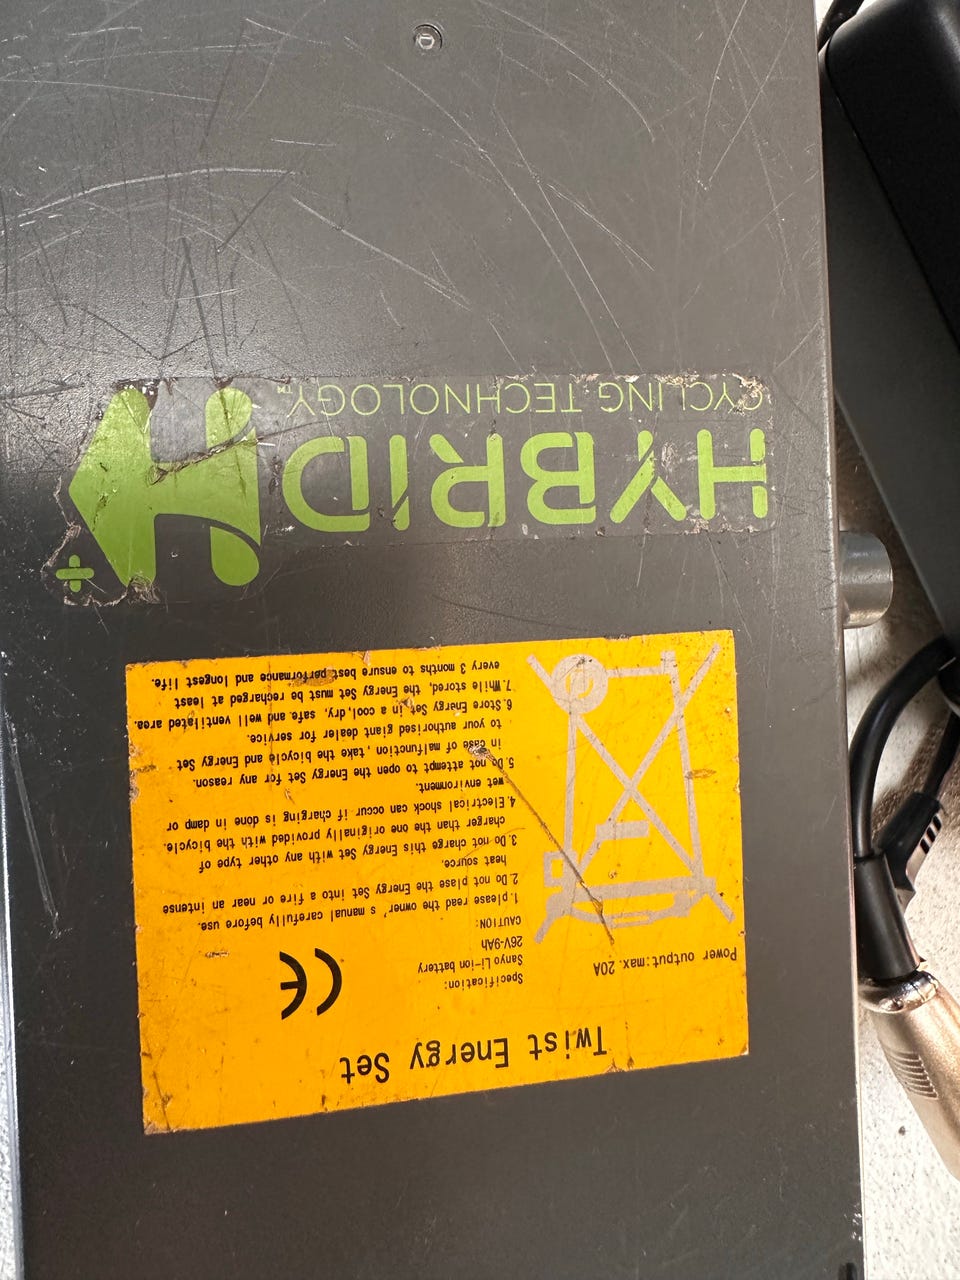 Twist Energy Set
Specification:
Sanyo Li-ion battery
26V-9Ah
Power output:max. 20A
CE
CAUTION:
1.please read the owner's manual carefully before use.
2.Do not plase the Energy Set into a fire or near an intense
heat source.
3.Do not charge this Energy Set with any other type of
charger than the one originally provided with the bicycle.
4.Electrical shock can occur if charging is done in damp or
wet environment.
5.Do not attempt to open the Energy Set for any reason.
in case of malfunction, take the bicycle and Energy Set
to your authorised giant dealer for service.
6.Store Energy Set in a cool,dry, safe and well ventilated area.
7.While stored, the Energy Set must be recharged at least
every 3 months to ensure best performance and longest life.
HYBRID
CYCLING TECHNOLOGY™